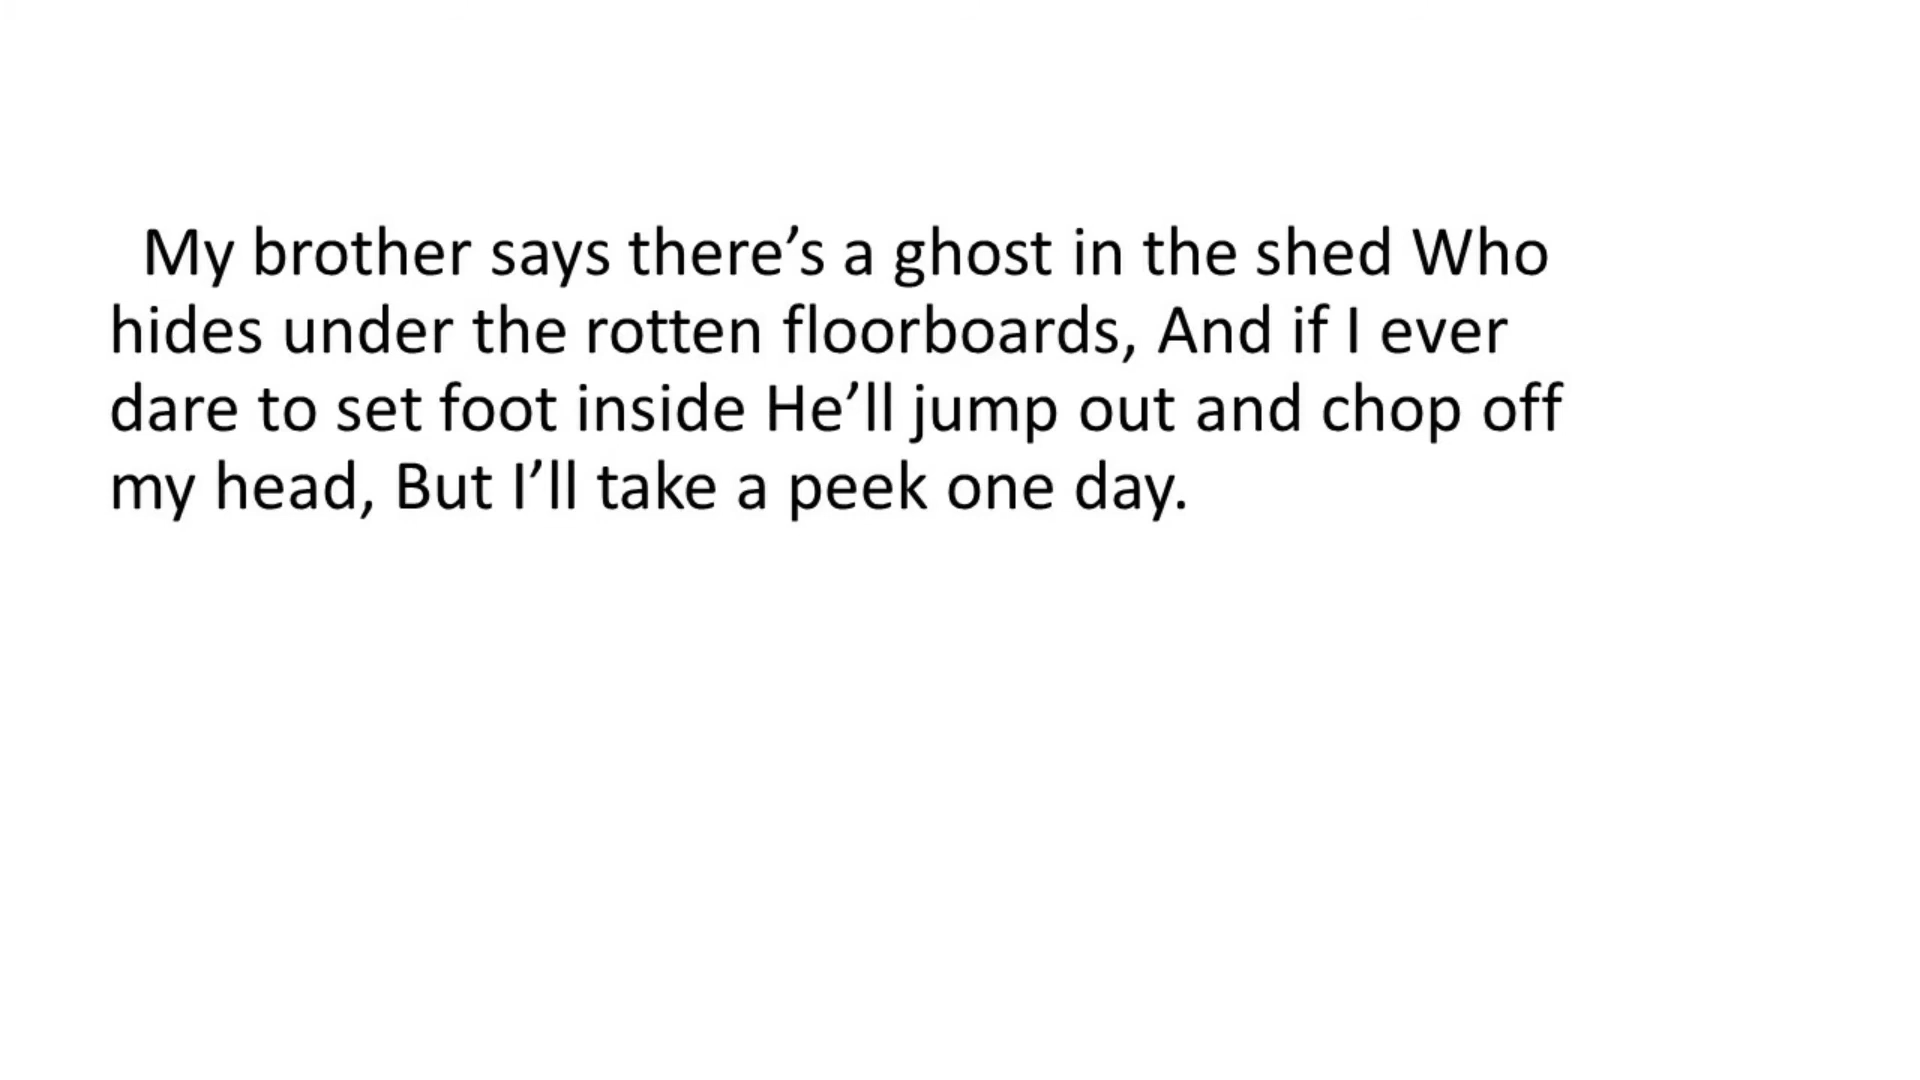 My brother says there’s a ghost in the shed Who
hides under the rotten floorboards, And if I ever
dare to set foot inside He’ll jump out and chop off
my head, But I’ll take a peek one day.